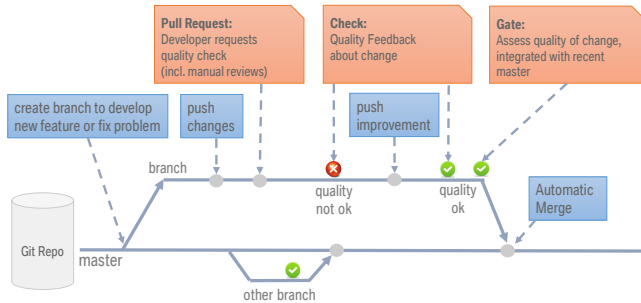 Pull Request:
Developer requests
quality check
(incl. manual reviews)
Check:
Quality Feedback
about change
Gate:
Assess quality of change,
integrated with recent
master
create branch to develop
new feature or fix problem
push
changes
push
improvement
branch
quality
not ok
quality
ok
Automatic
Merge
Git Repo
master
other branch